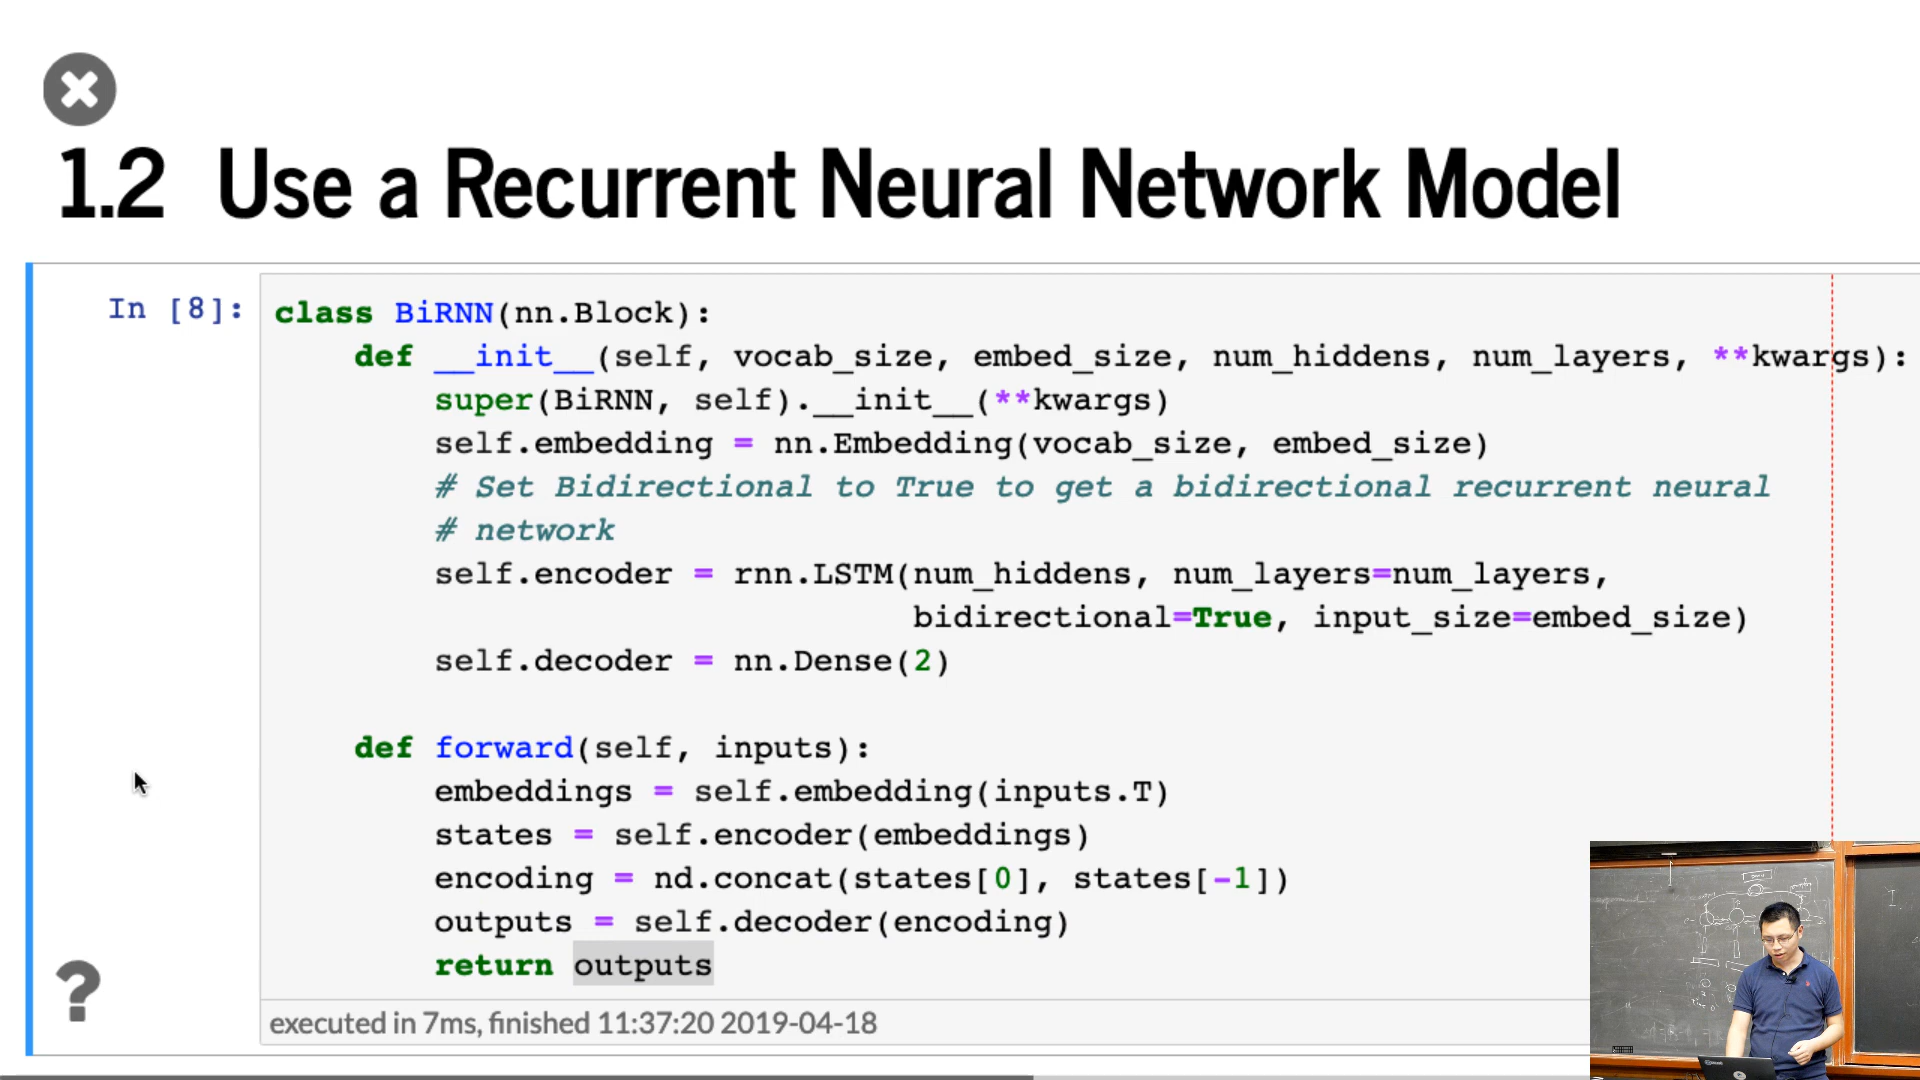 1.2 Use a Recurrent Neural Network Model
In [8]:
class BiRNN(nn.Block):
    def __init__(self, vocab_size, embed_size, num_hiddens, num_layers, **kwargs):
        super(BiRNN, self).__init__(**kwargs)
        self.embedding = nn.Embedding(vocab_size, embed_size)
        # Set Bidirectional to True to get a bidirectional recurrent neural
        # network
        self.encoder = rnn.LSTM(num_hiddens, num_layers=num_layers,
                                bidirectional=True, input_size=embed_size)
        self.decoder = nn.Dense(2)
    def forward(self, inputs):
        embeddings = self.embedding(inputs.T)
        states = self.encoder(embeddings)
        encoding = nd.concat(states[0], states[-1])
        outputs = self.decoder(encoding)
        return outputs
executed in 7ms, finished 11:37:20 2019-04-18
?